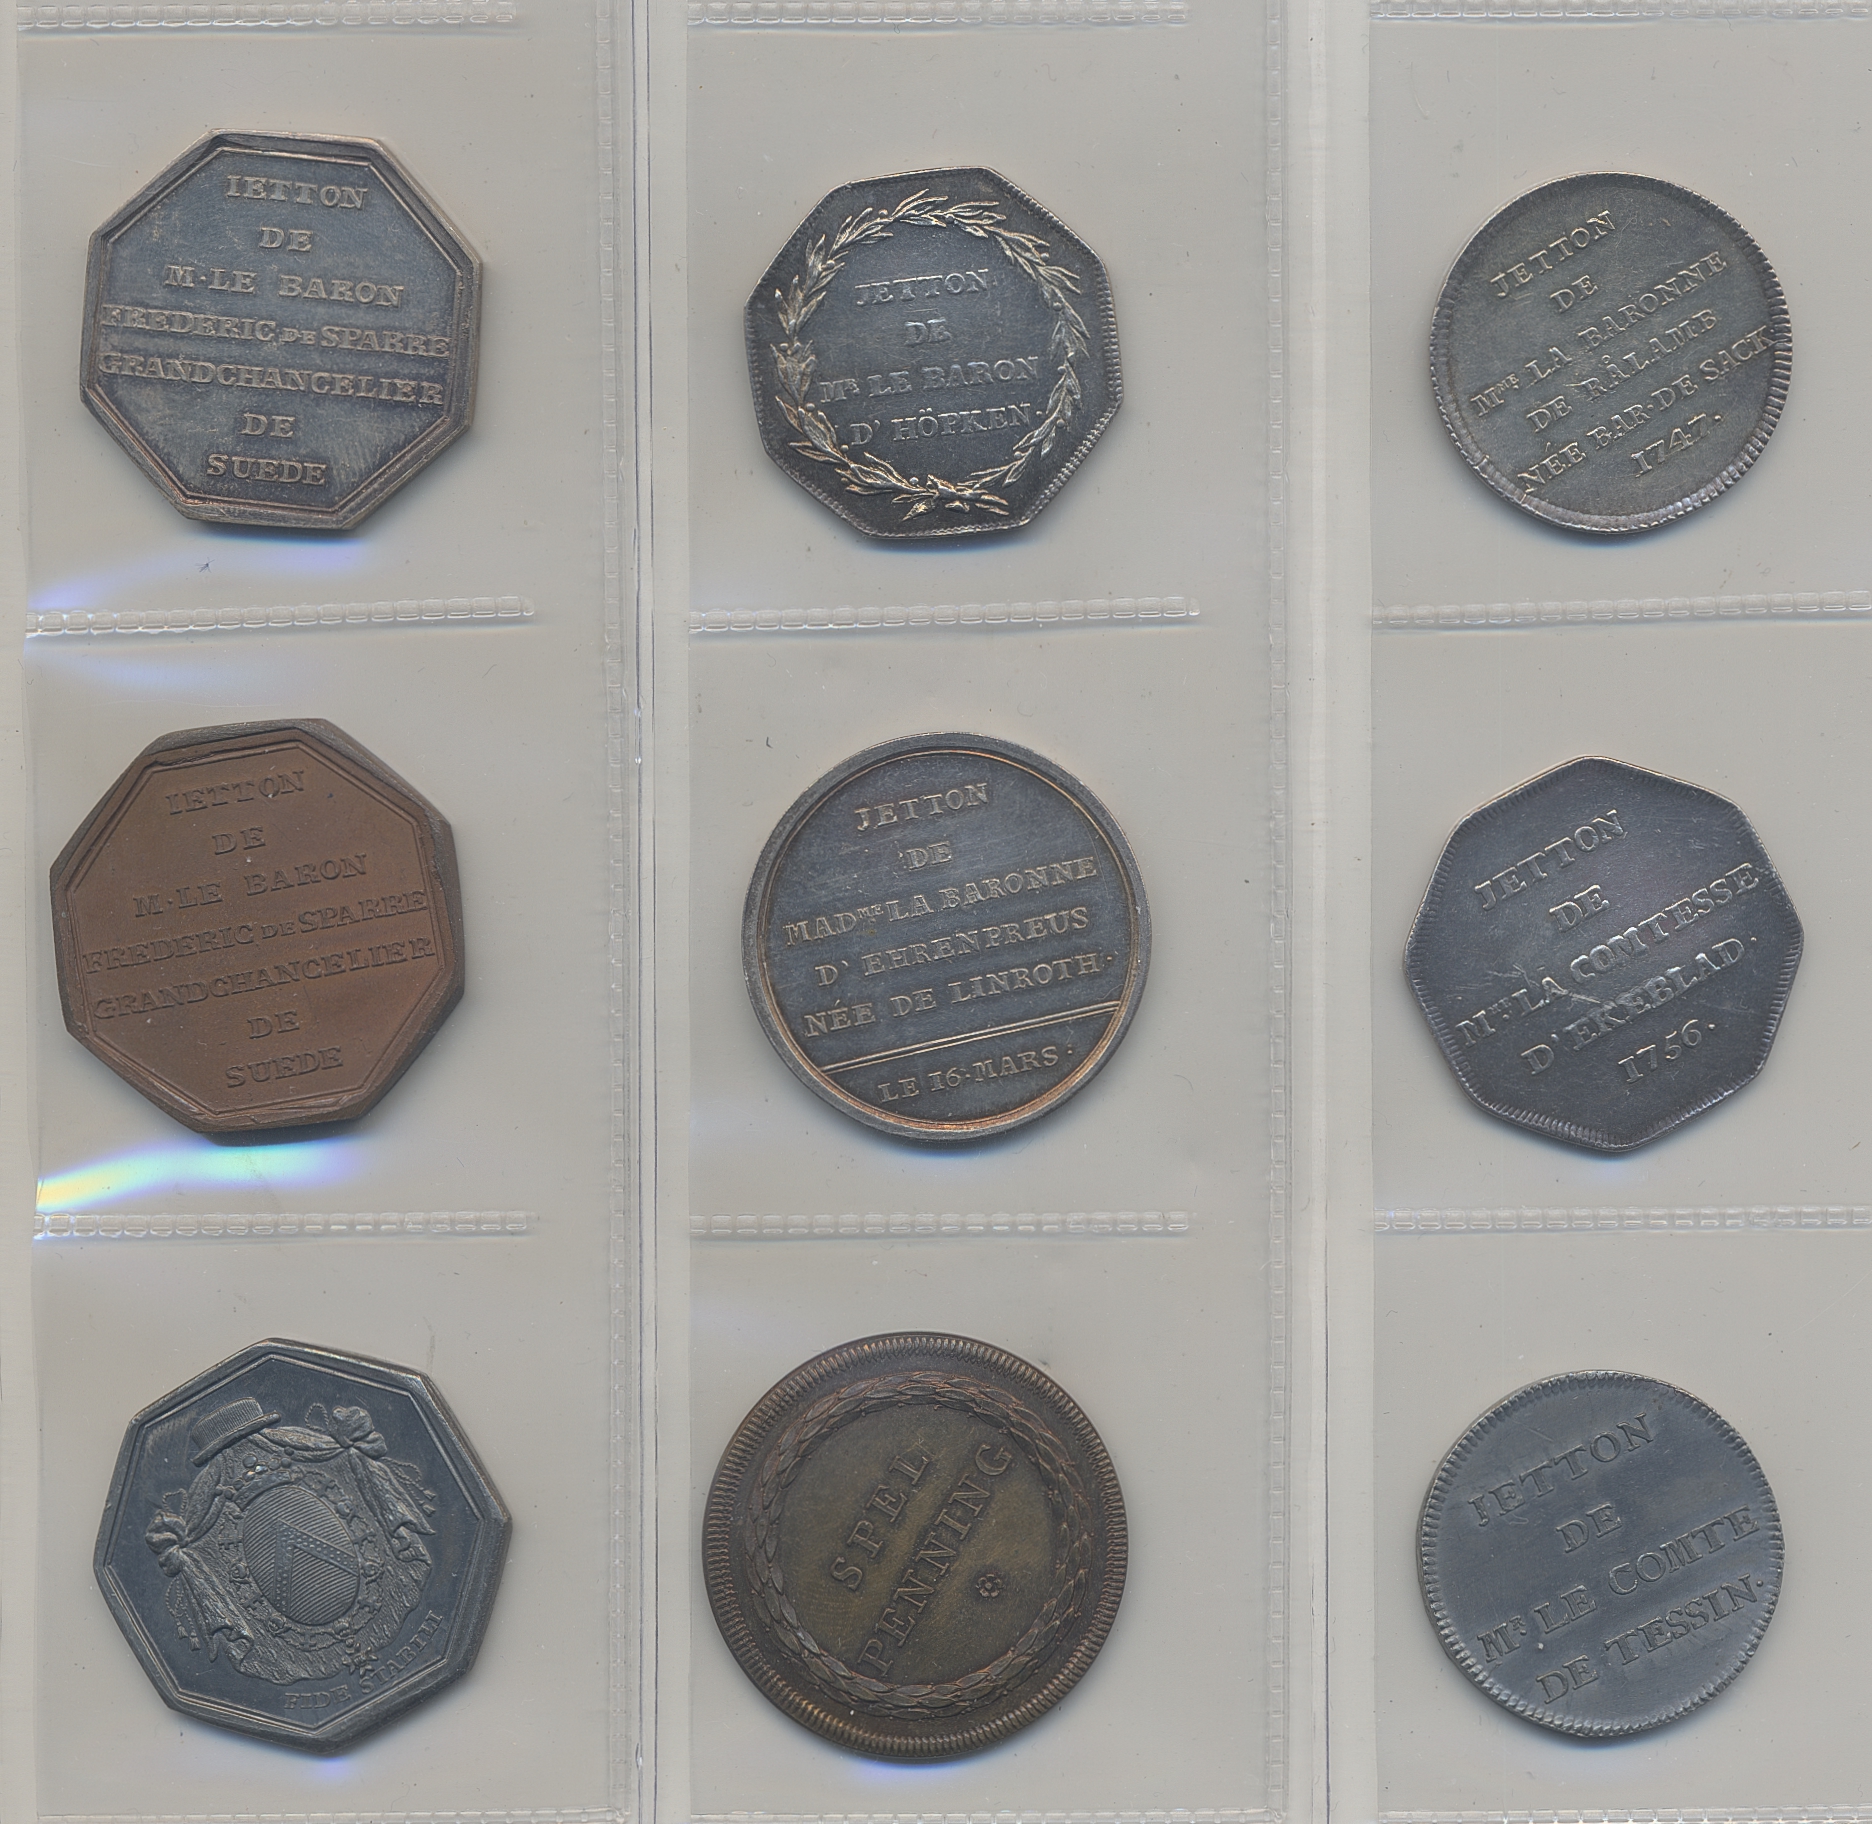 IETTON
DE
M·LE BARON
FREDERIC DE SPARRE
GRANDCHANCELIER
DE
SUEDE
JETTON
DE
MR LE BARON
D' HÖPKEN·
JETTON
DE
MME LA BARONNE
DE RÅLAMB
NÉE BAR·DE SACK
1747.
IETTON
DE
M·LE BARON
FREDERIC DE SPARRE
GRANDCHANCELIER
DE
SUEDE
JETTON
DE
MADME LA BARONNE
D' EHRENPREUS
NÉE DE LINROTH·
LE 16·MARS·
JETTON
DE
MME LA COMTESSE
D' EKEBLAD·
1756.
FIDE STABILI
SPEL
PENNING
JETTON
DE
MR LE COMTE
DE TESSIN·